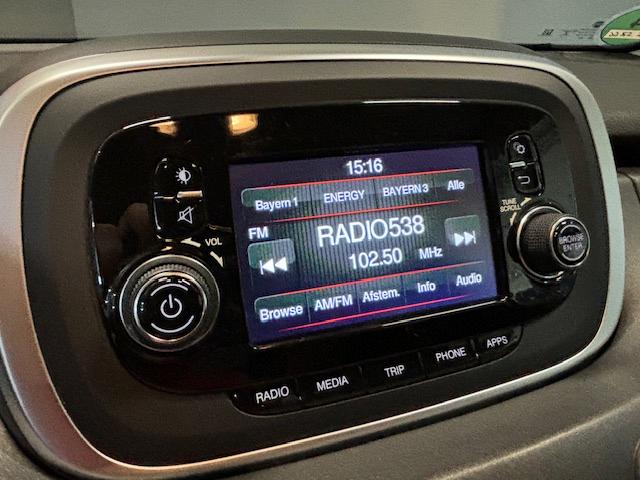 15:16
Bayern 1 ENERGY BAYERN 3 Alle
FM
RADIO538
102.50 MHz
Browse AM/FM Afstem. Info Audio
VOL
TUNE
SCROLL
BROWSE
ENTER
RADIO MEDIA TRIP PHONE APPS